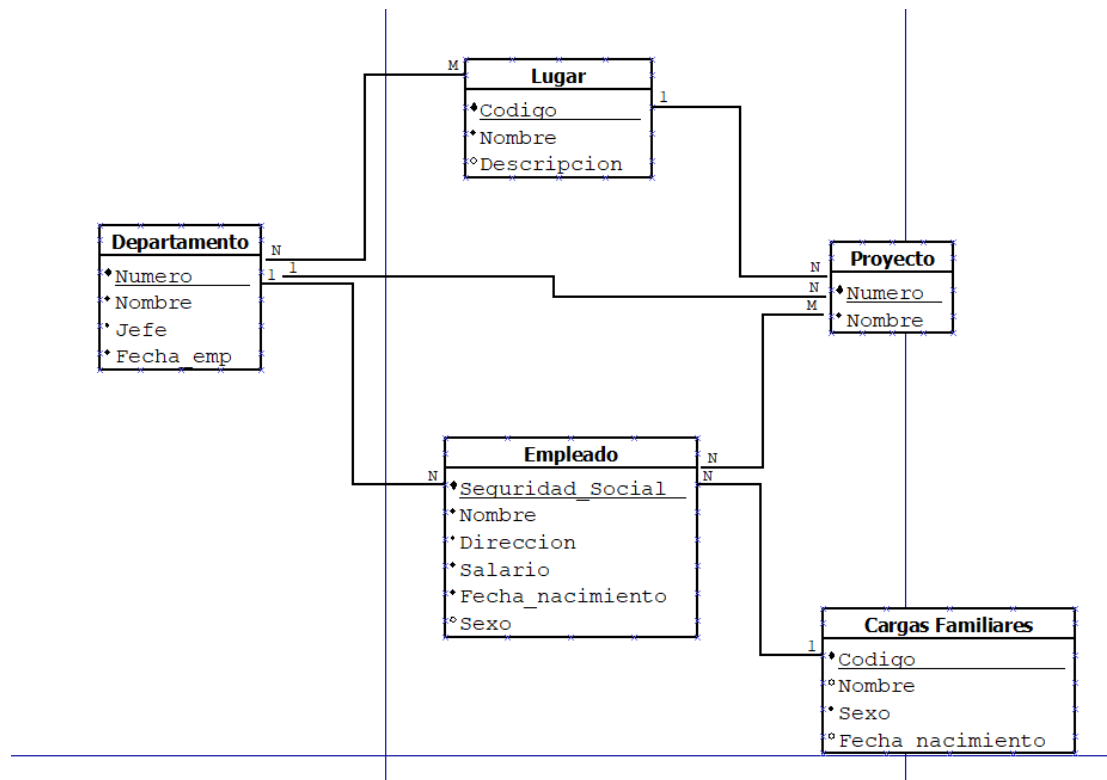 M
Lugar
Codigo
1
Nombre
Descripcion
Departamento
N
Numero
1
1
Nombre
Jefe
Fecha_emp
Proyecto
N
N
Numero
M
Nombre
Empleado
N
N
N
Seguridad_Social
Nombre
Direccion
Salario
Fecha_nacimiento
Sexo
Cargas Familiares
1
Codigo
Nombre
Sexo
Fecha_nacimiento